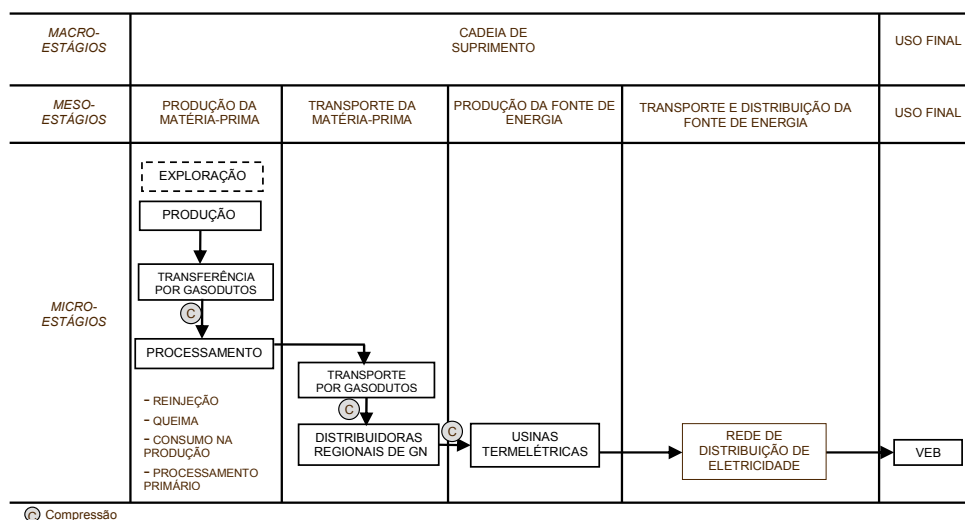 MACRO-
ESTÁGIOS
CADEIA DE
SUPRIMENTO
USO FINAL
MESO-
ESTÁGIOS
PRODUÇÃO DA
MATÉRIA-PRIMA
TRANSPORTE DA
MATÉRIA-PRIMA
PRODUÇÃO DA FONTE DE
ENERGIA
TRANSPORTE E DISTRIBUIÇÃO DA
FONTE DE ENERGIA
USO FINAL
MICRO-
ESTÁGIOS
EXPLORAÇÃO
PRODUÇÃO
TRANSFERÊNCIA
POR GASODUTOS
C
PROCESSAMENTO
- REINJEÇÃO
- QUEIMA
- CONSUMO NA
PRODUÇÃO
- PROCESSAMENTO
PRIMÁRIO
TRANSPORTE
POR GASODUTOS
C
DISTRIBUIDORAS
REGIONAIS DE GN
C
USINAS
TERMELÉTRICAS
REDE DE
DISTRIBUIÇÃO DE
ELETRICIDADE
VEB
C Compressão